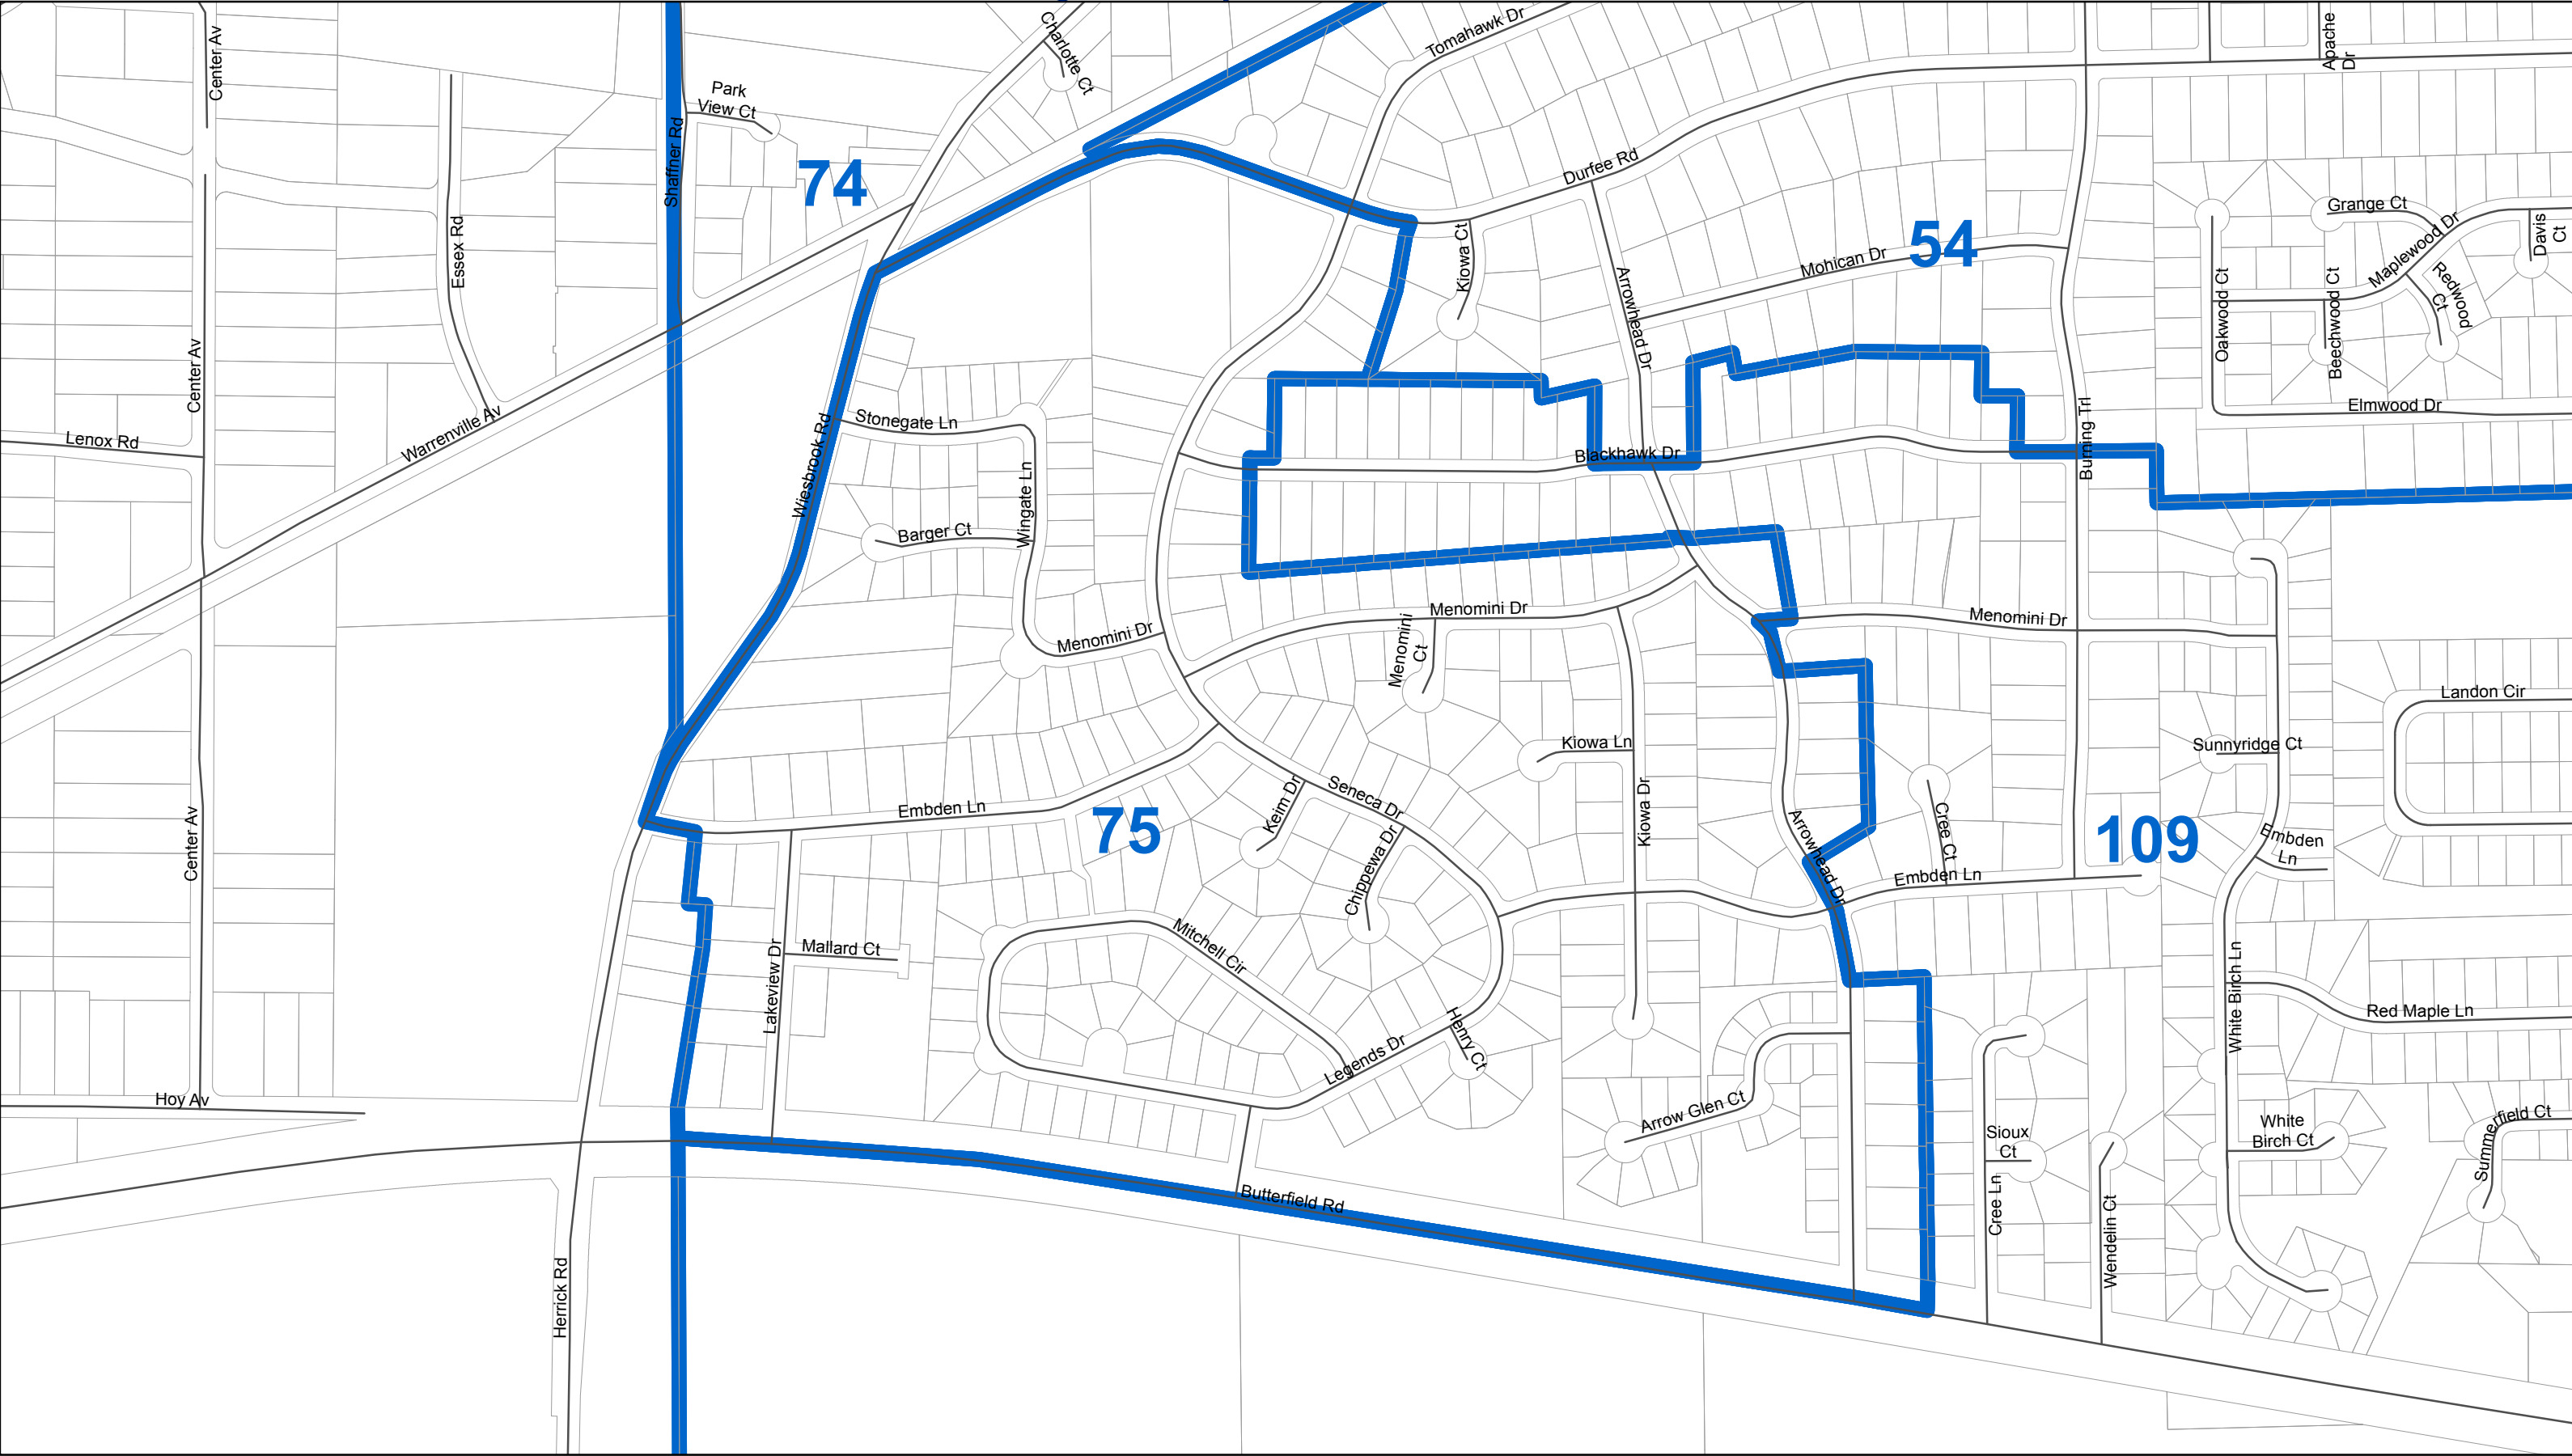 Center Av
Charlotte Ct
Tomahawk Dr
Apache
Dr
Park
View Ct
Shaffner Rd
74
Durfee Rd
Essex Rd
Kiowa Ct
Arrowhead Dr
Mohican Dr
54
Grange Ct
Maplewood Dr
Davis
Ct
Redwood
Ct
Oakwood Ct
Beechwood Ct
Center Av
Lenox Rd
Warrenville Av
Wiesbrook Rd
Stonegate Ln
Wingate Ln
Barger Ct
Blackhawk Dr
Burning Trl
Elmwood Dr
Menomini Dr
Menomini Dr
Menomini
Ct
Menomini Dr
Landon Cir
Kiowa Ln
Sunnyridge Ct
Center Av
Embden Ln
75
Keim Dr
Seneca Dr
Chippewa Dr
Kiowa Dr
Arrowhead Dr
Cree Ct
Embden Ln
109
Embden
Ln
Mallard Ct
Lakeview Dr
Mitchell Cir
Legends Dr
Henry Ct
White Birch Ln
Red Maple Ln
Hoy Av
Arrow Glen Ct
Sioux
Ct
White
Birch Ct
Summerfield Ct
Butterfield Rd
Cree Ln
Wendelin Ct
Herrick Rd